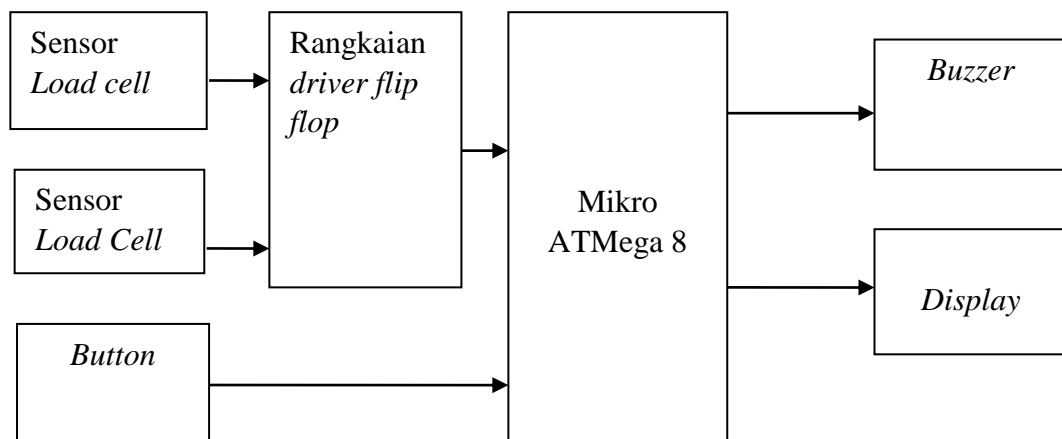 Sensor
Load cell
Rangkaian
driver flip
flop
Buzzer
Sensor
Load Cell
Mikro
ATMega 8
Display
Button